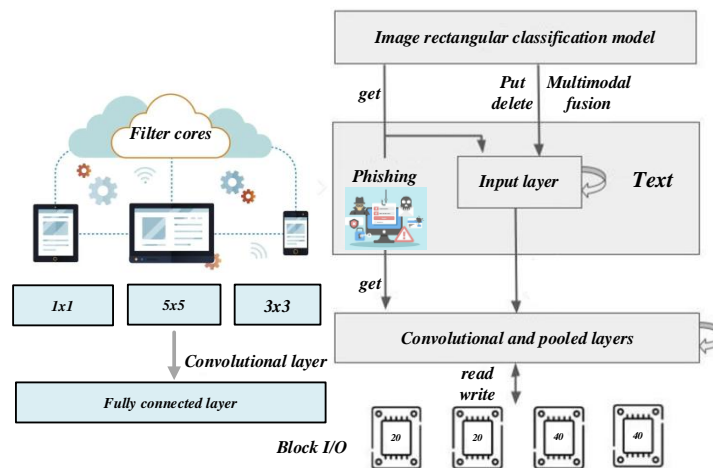 Image rectangular classification model
get
Put
delete
Multimodal
fusion
Filter cores
Phishing
Input layer
Text
get
1x1
5x5
3x3
Convolutional layer
Fully connected layer
Convolutional and pooled layers
read
write
Block I/O
20
20
40
40